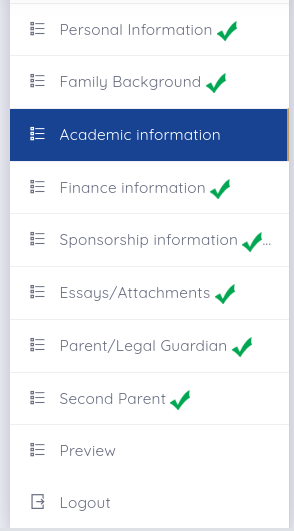 Personal Information
Family Background
Academic information
Finance information
Sponsorship information ...
Essays/Attachments
Parent/Legal Guardian
Second Parent
Preview
Logout